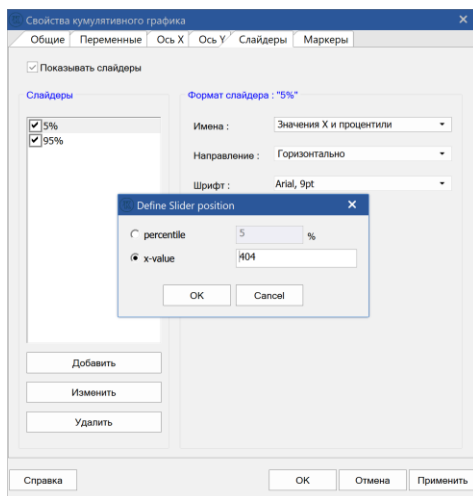 Свойства кумулятивного графика
Общие Переменные Ось X Ось Y Слайдеры Маркеры
Показывать слайдеры
Слайдеры
Формат слайдера : "5%"
5%
95%
Имена : Значения X и процентили
Направление : Горизонтально
Шрифт : Arial, 9pt
Define Slider position
percentile 5 %
x-value 404
OK Cancel
Добавить
Изменить
Удалить
Справка OK Отмена Применить